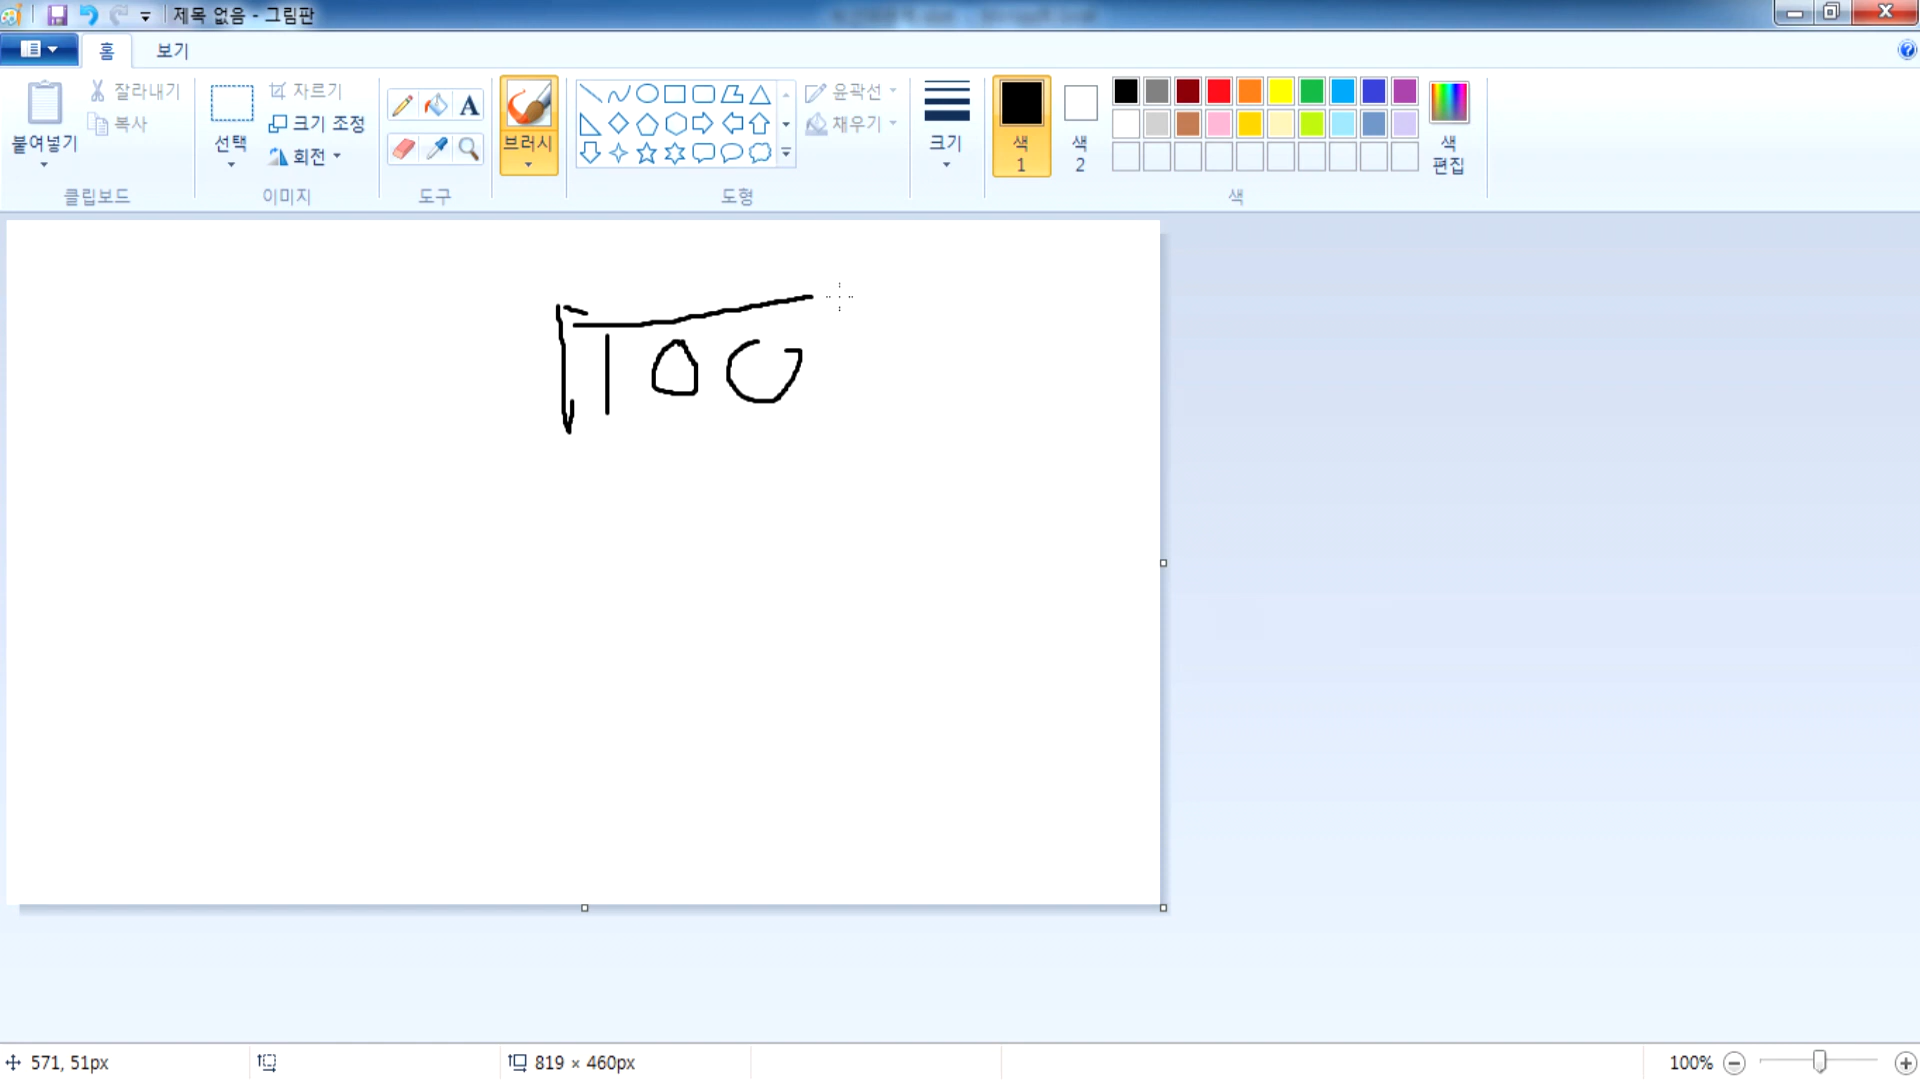 제목 없음 - 그림판
홈 보기
붙여넣기 잘라내기 복사 클립보드
선택 자르기 크기 조정 회전 이미지
A 도구
브러시
윤곽선 채우기 도형
크기
색 1 색 2 색 편집 색
√100
571, 51px 819 × 460px 100%